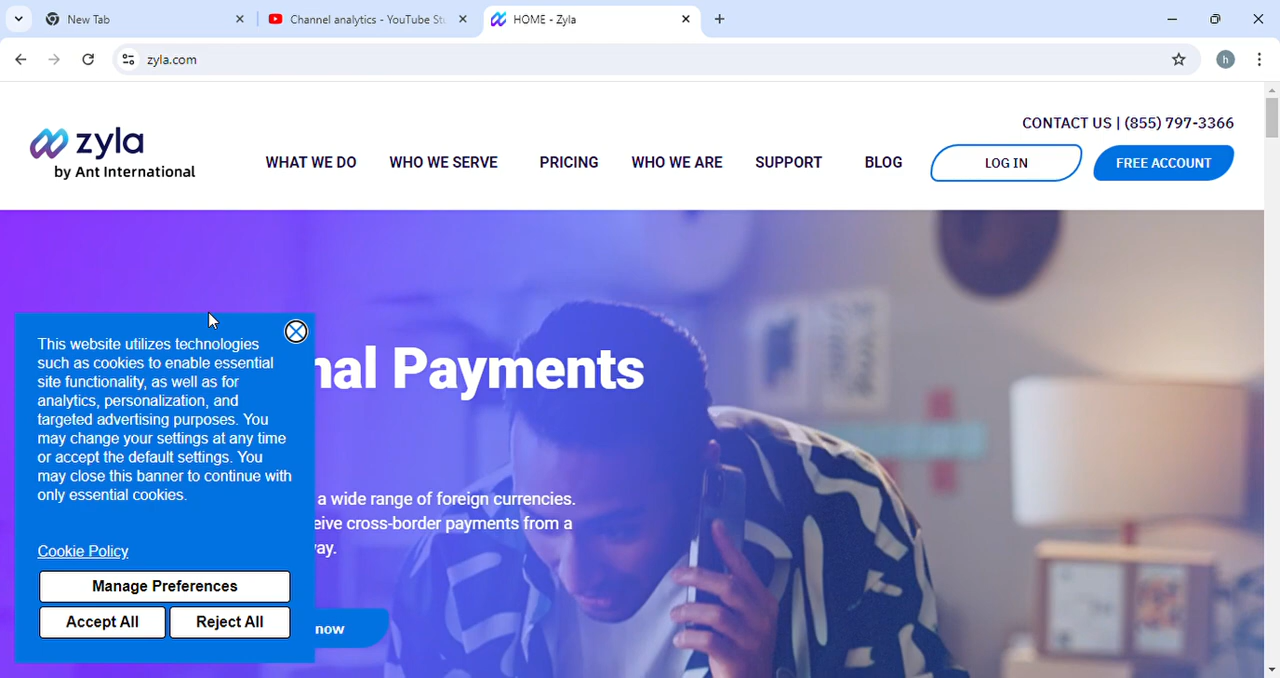 New Tab
Channel analytics - YouTube St
HOME - Zyla
zyla.com
h
CONTACT US | (855) 797-3366
zyla
by Ant International
WHAT WE DO
WHO WE SERVE
PRICING
WHO WE ARE
SUPPORT
BLOG
LOG IN
FREE ACCOUNT
nal Payments
a wide range of foreign currencies.
eive cross-border payments from a
ay.
now
This website utilizes technologies
such as cookies to enable essential
site functionality, as well as for
analytics, personalization, and
targeted advertising purposes. You
may change your settings at any time
or accept the default settings. You
may close this banner to continue with
only essential cookies.
Cookie Policy
Manage Preferences
Accept All
Reject All